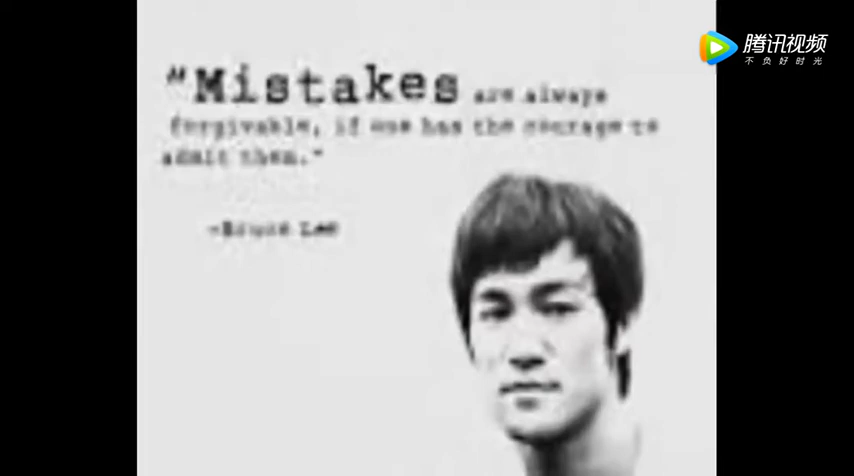 "Mistakes are always
forgivable, if one has the courage to
admit them."
-Bruce Lee
腾讯视频
不负好时光